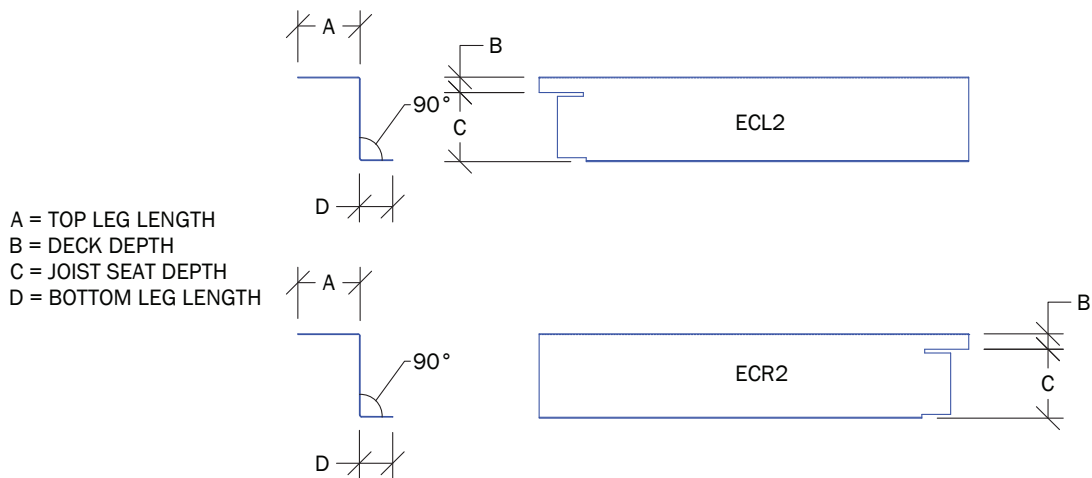 A
B
90°
C
ECL2
D
A = TOP LEG LENGTH
B = DECK DEPTH
C = JOIST SEAT DEPTH
D = BOTTOM LEG LENGTH
A
B
90°
ECR2
C
D